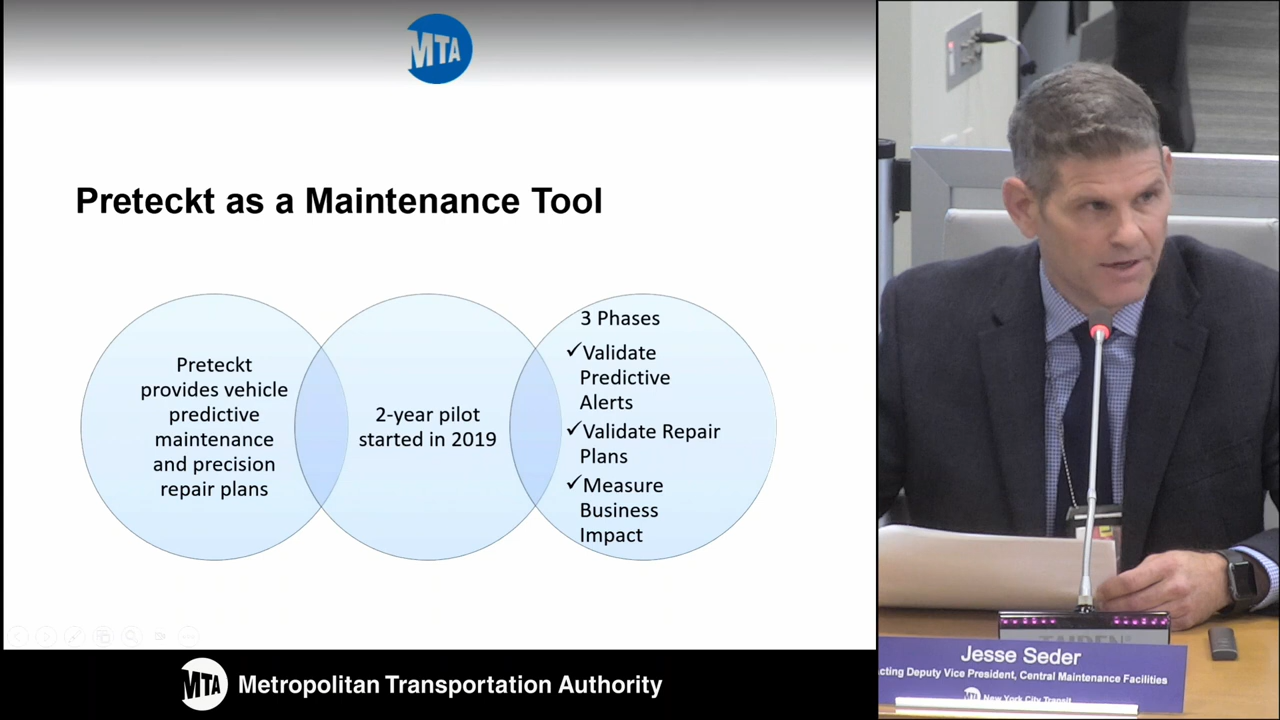 MTA
Preteckt as a Maintenance Tool
Preteckt
provides vehicle
predictive
maintenance
and precision
repair plans
2-year pilot
started in 2019
3 Phases
✓Validate
Predictive
Alerts
✓Validate Repair
Plans
✓Measure
Business
Impact
MTA Metropolitan Transportation Authority
TAIDEN
Jesse Seder
cting Deputy Vice President, Central Maintenance Facilities
MTA New York City Transit